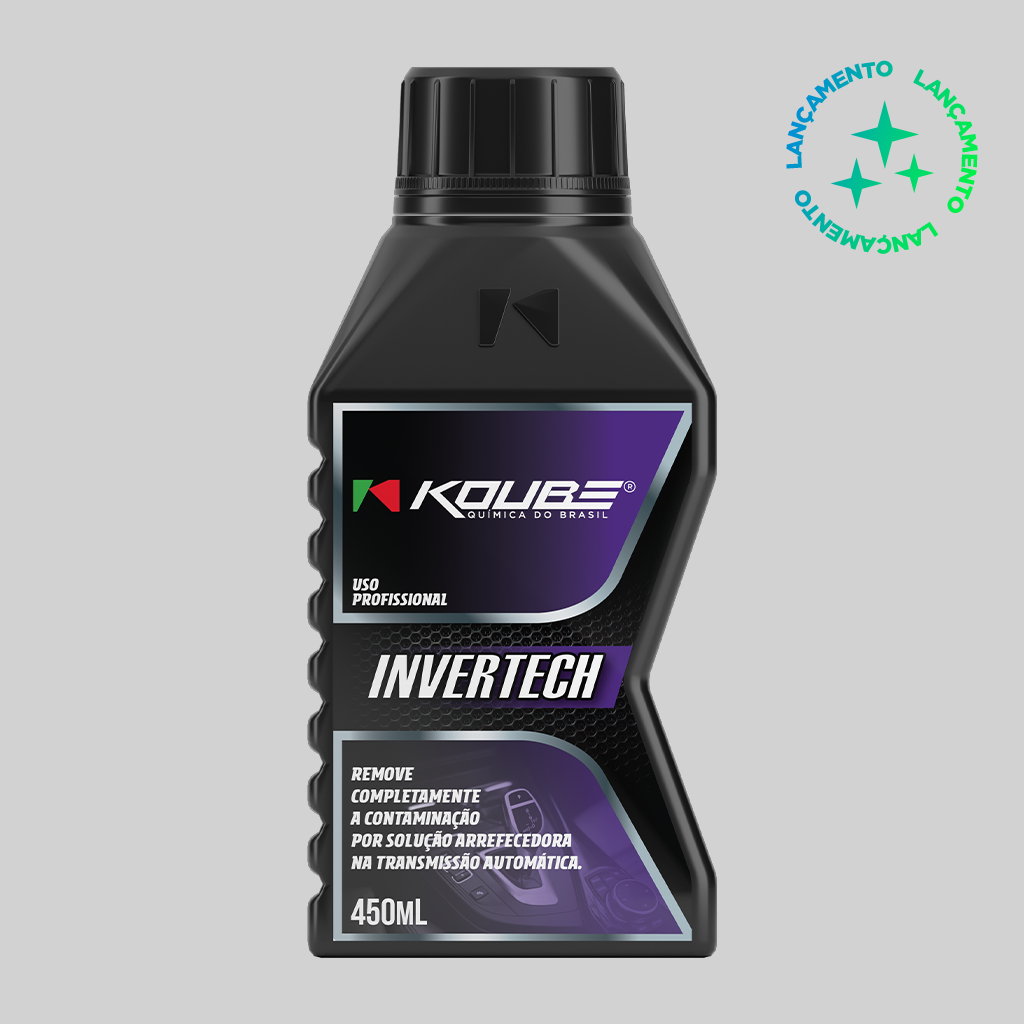 LANÇAMENTO
LANÇAMENTO
LANÇAMENTO
KOUBE®
QUÍMICA DO BRASIL
USO
PROFISSIONAL
INVERTECH
REMOVE
COMPLETAMENTE
A CONTAMINAÇÃO
POR SOLUÇÃO ARREFECEDORA
NA TRANSMISSÃO AUTOMÁTICA.
450ML